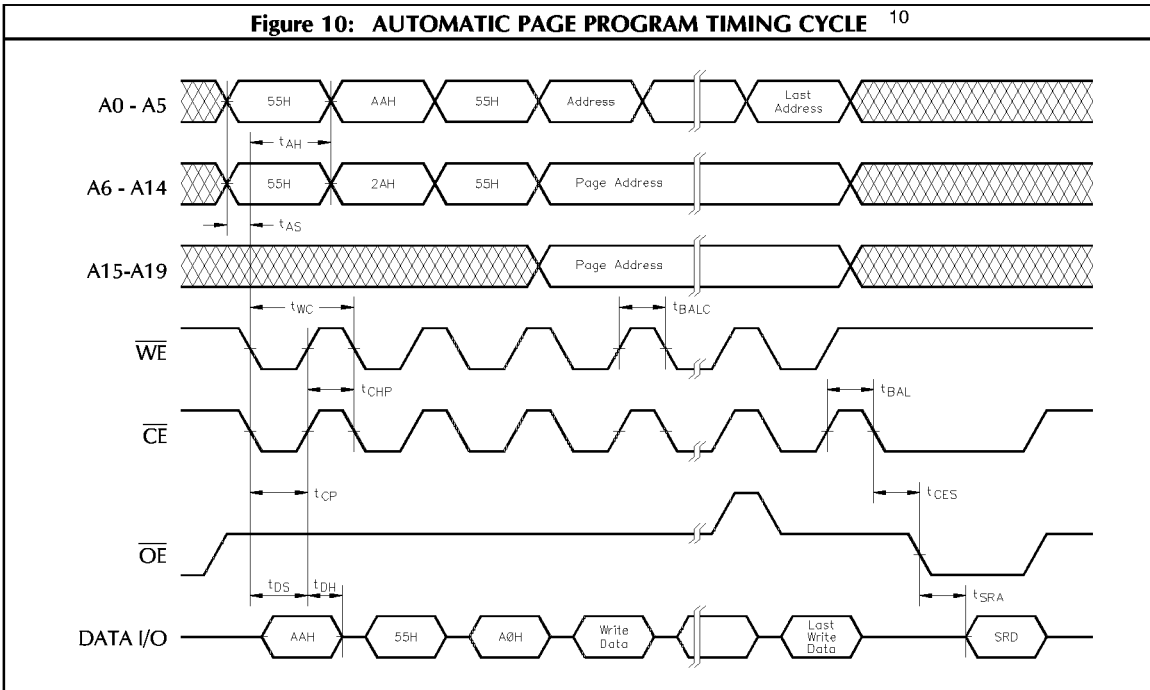 Figure 10: AUTOMATIC PAGE PROGRAM TIMING CYCLE 10
A0 - A5
55H
AAH
55H
Address
Last
Address
tAH
A6 - A14
55H
2AH
55H
Page Address
tAS
A15-A19
Page Address
tWC
tBALC
WE
tCHP
tBAL
CE
tCP
tCES
OE
tDS
tDH
tSRA
DATA I/O
AAH
55H
A0H
Write
Data
Last
Write
Data
SRD